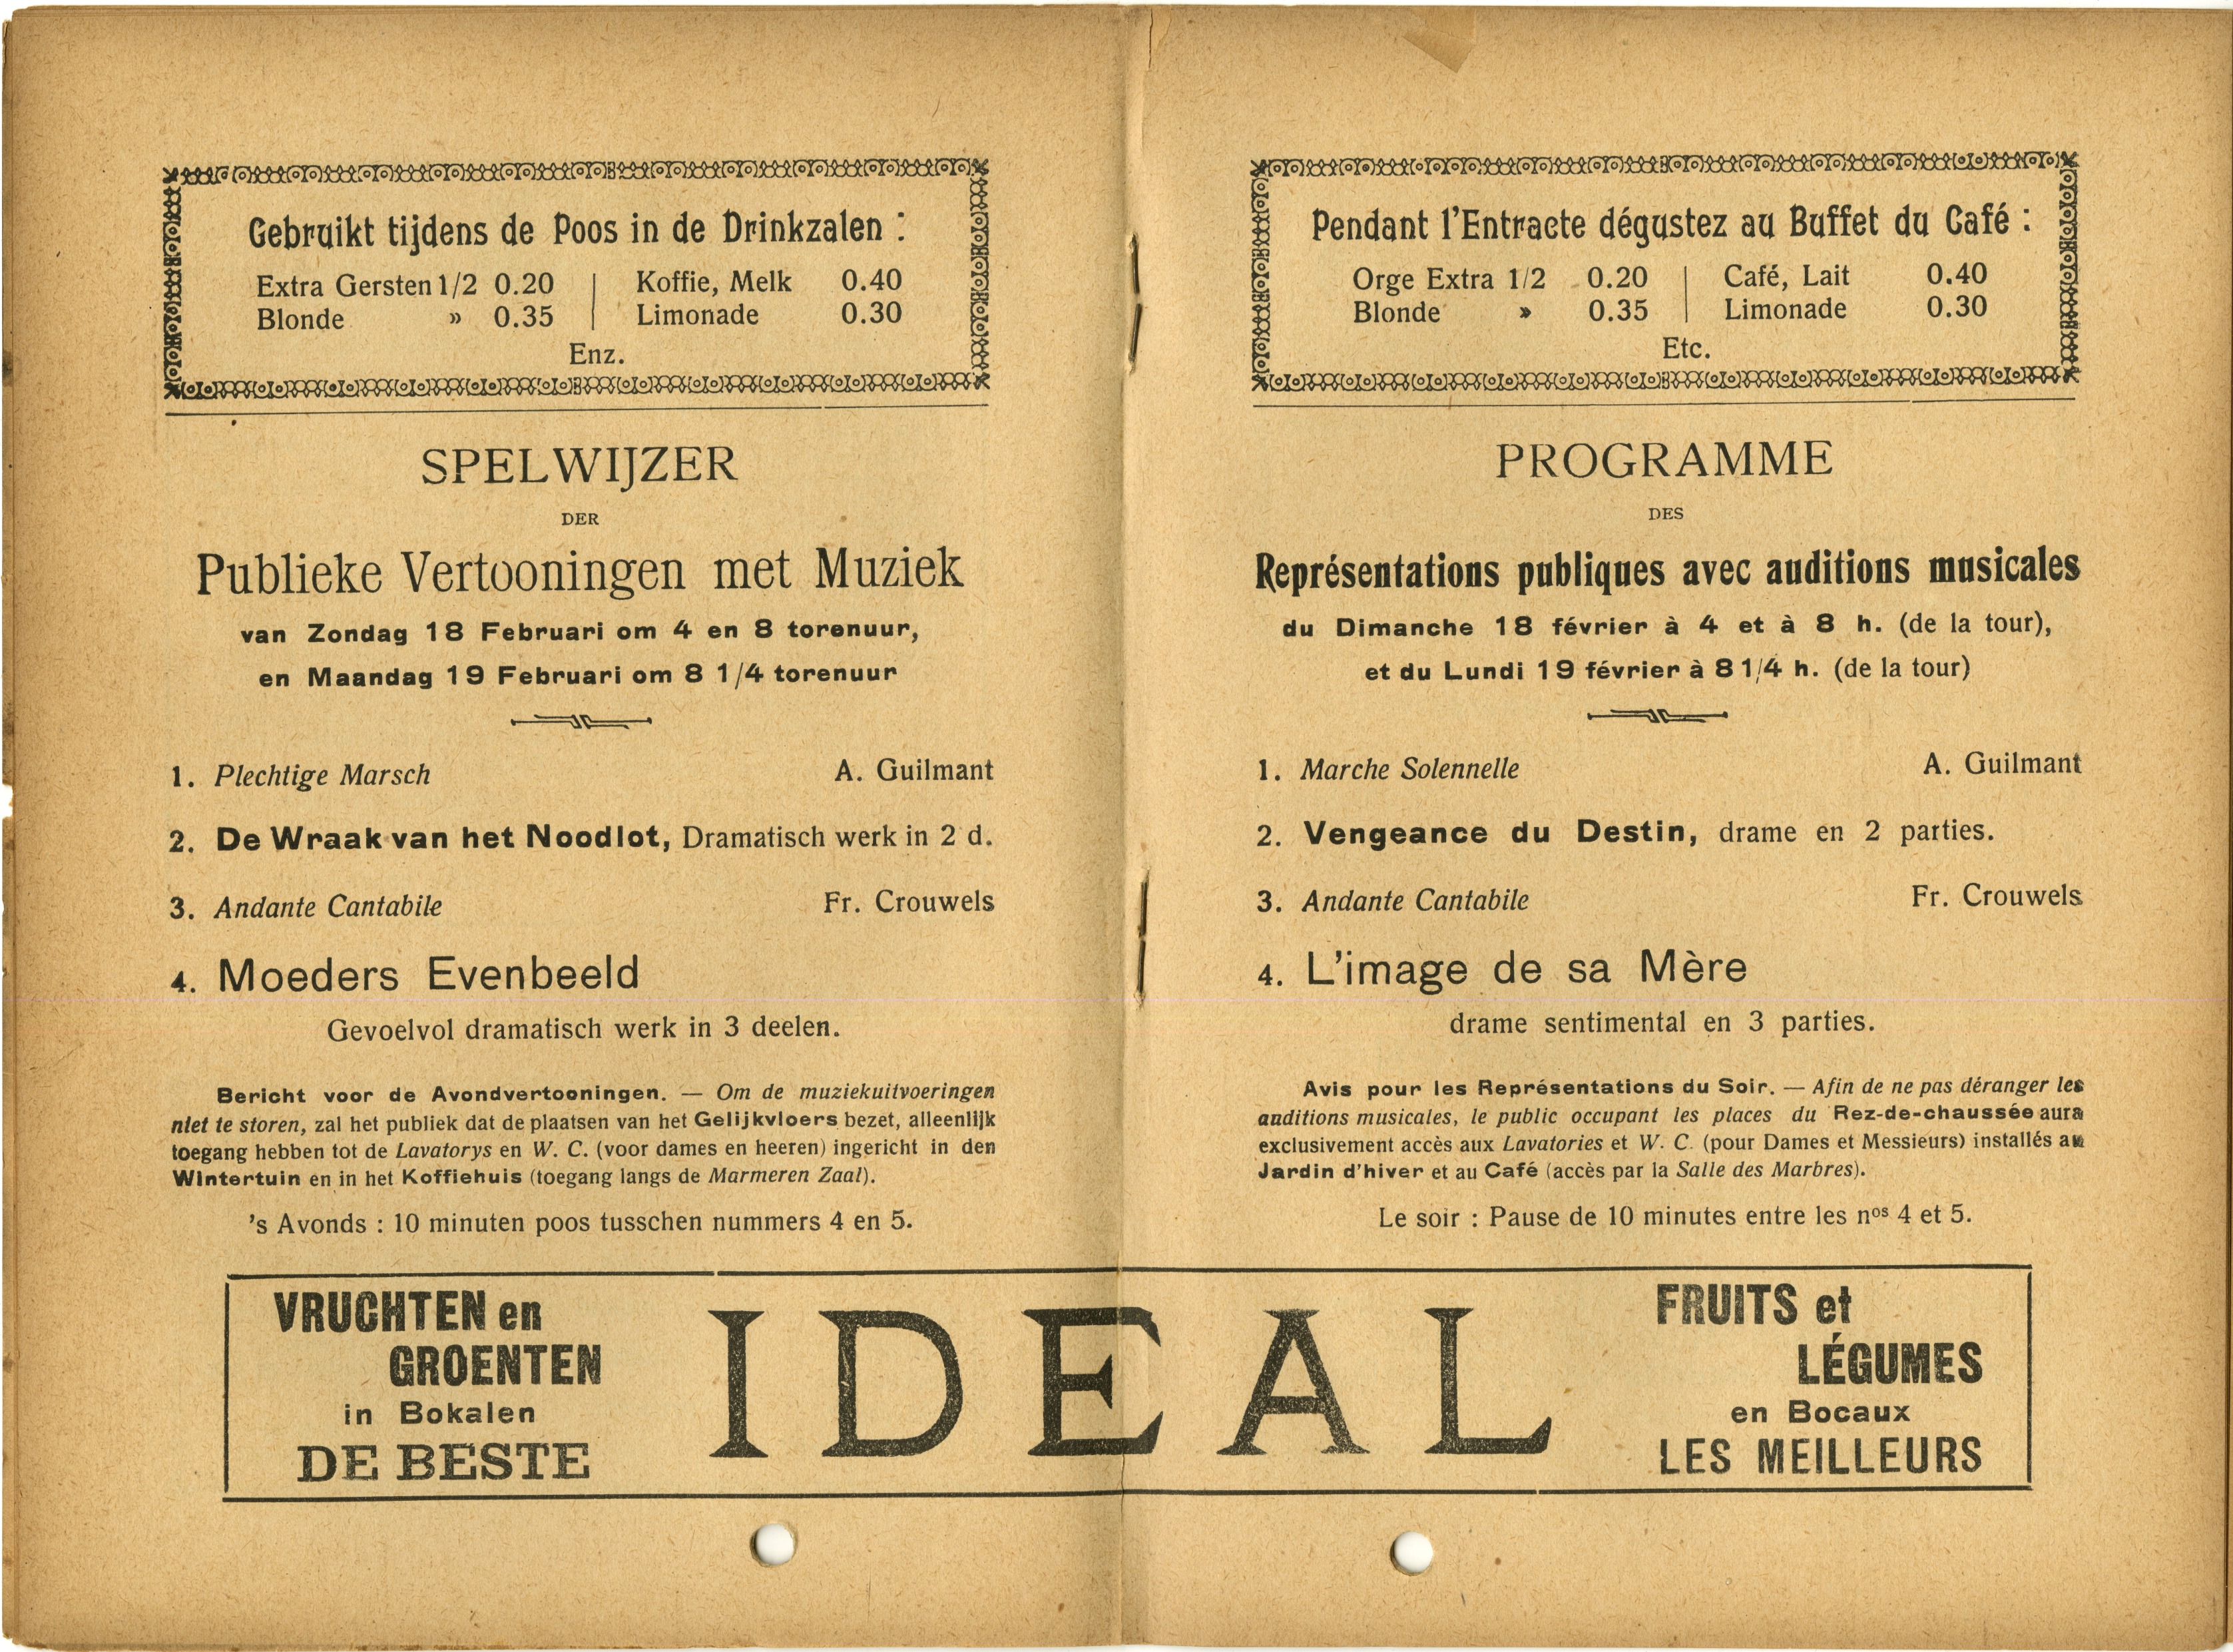 Gebruikt tijdens de Poos in de Drinkzalen :
Extra Gersten 1/2 0.20 | Koffie, Melk 0.40
Blonde » 0.35 | Limonade 0.30
Enz.
SPELWIJZER
DER
Publieke Vertooningen met Muziek
van Zondag 18 Februari om 4 en 8 torenuur,
en Maandag 19 Februari om 8 1/4 torenuur
1. Plechtige Marsch A. Guilmant
2. De Wraak van het Noodlot, Dramatisch werk in 2 d.
3. Andante Cantabile Fr. Crouwels
4. Moeders Evenbeeld
Gevoelvol dramatisch werk in 3 deelen.
Bericht voor de Avondvertooningen. — Om de muziekuitvoeringen
niet te storen, zal het publiek dat de plaatsen van het Gelijkvloers bezet, alleenlijk
toegang hebben tot de Lavatorys en W. C. (voor dames en heeren) ingericht in den
Wintertuin en in het Koffiehuis (toegang langs de Marmeren Zaal).
's Avonds : 10 minuten poos tusschen nummers 4 en 5.
Pendant l'Entracte dégustez au Buffet du Café :
Orge Extra 1/2 0.20 | Café, Lait 0.40
Blonde » 0.35 | Limonade 0.30
Etc.
PROGRAMME
DES
Représentations publiques avec auditions musicales
du Dimanche 18 février à 4 et à 8 h. (de la tour),
et du Lundi 19 février à 8 1/4 h. (de la tour)
1. Marche Solennelle A. Guilmant
2. Vengeance du Destin, drame en 2 parties.
3. Andante Cantabile Fr. Crouwels
4. L'image de sa Mère
drame sentimental en 3 parties.
Avis pour les Représentations du Soir. — Afin de ne pas déranger les
auditions musicales, le public occupant les places du Rez-de-chaussée aura
exclusivement accès aux Lavatories et W. C. (pour Dames et Messieurs) installés au
Jardin d'hiver et au Café (accès par la Salle des Marbres).
Le soir : Pause de 10 minutes entre les nos 4 et 5.
VRUCHTEN en
GROENTEN
in Bokalen
DE BESTE
IDEAL
FRUITS et
LÉGUMES
en Bocaux
LES MEILLEURS